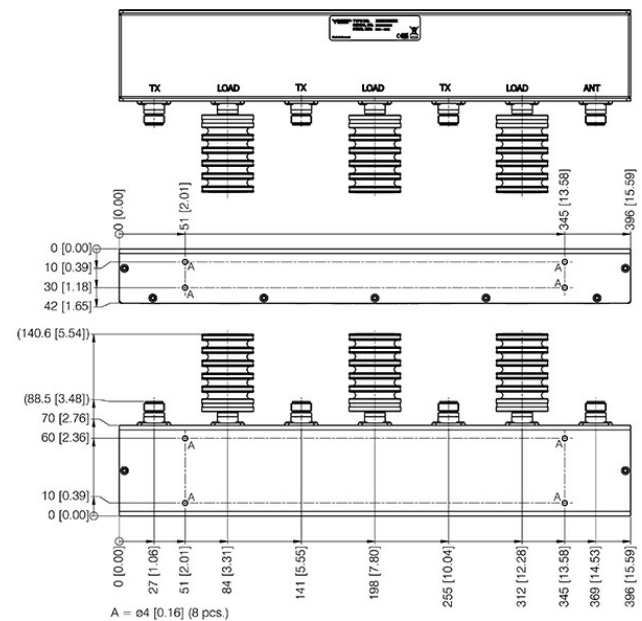 TX LOAD TX LOAD TX LOAD ANT
0 [0.00] 51 [2.01] 345 [13.58] 396 [15.59]
0 [0.00]
10 [0.39]
30 [1.18]
42 [1.65]
A A
A A
(140.6 [5.54])
(88.5 [3.48])
70 [2.76]
60 [2.36]
10 [0.39]
0 [0.00]
A A
A A
0 [0.00] 27 [1.06] 51 [2.01] 84 [3.31] 141 [5.55] 198 [7.80] 255 [10.04] 312 [12.28] 345 [13.58] 369 [14.53] 396 [15.59]
A = ø4 [0.16] (8 pcs.)